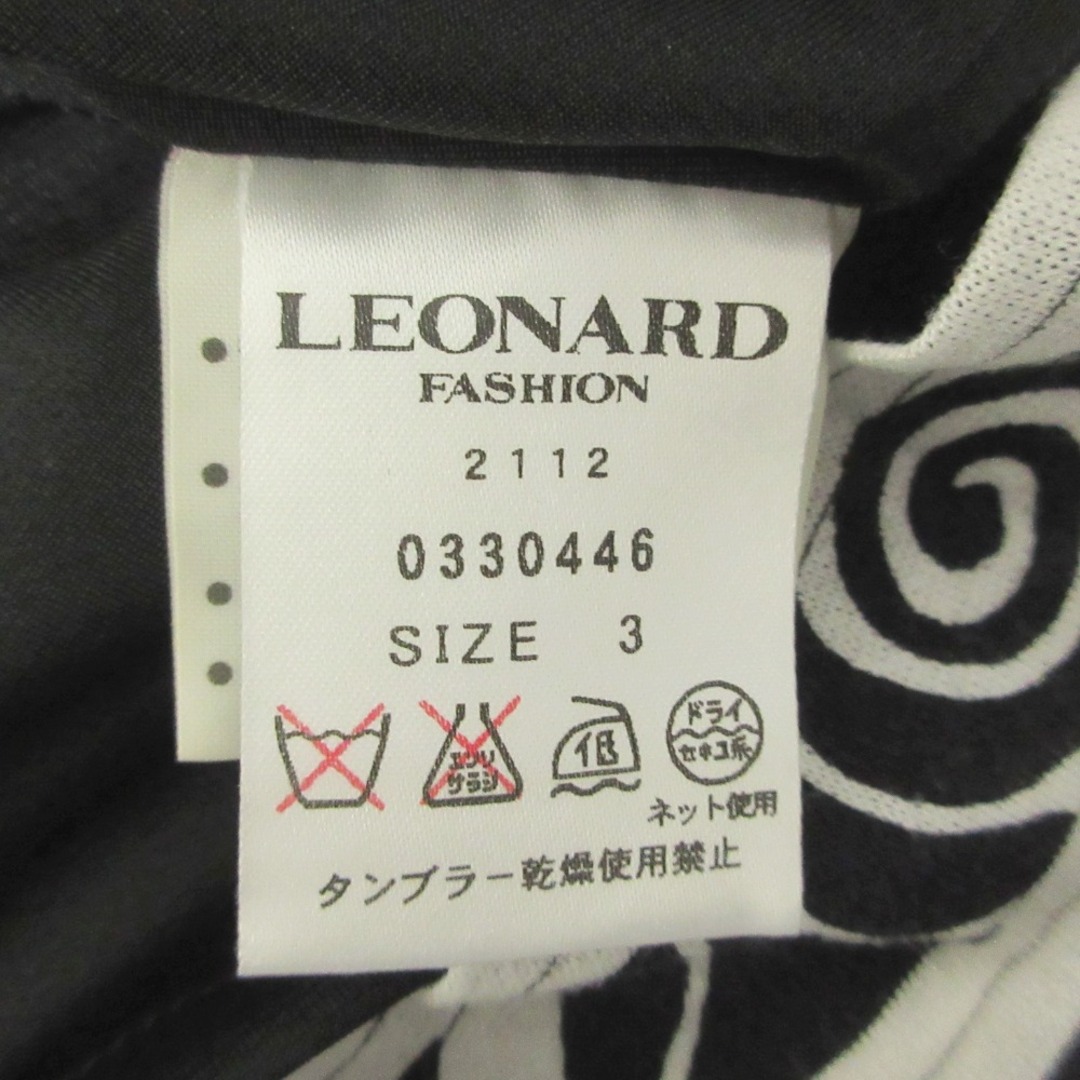 LEONARD
FASHION
2112
0330446
SIZE 3
エンソ
サラシ
低
ドライ
セキユ系
ネット使用
タンブラー乾燥使用禁止